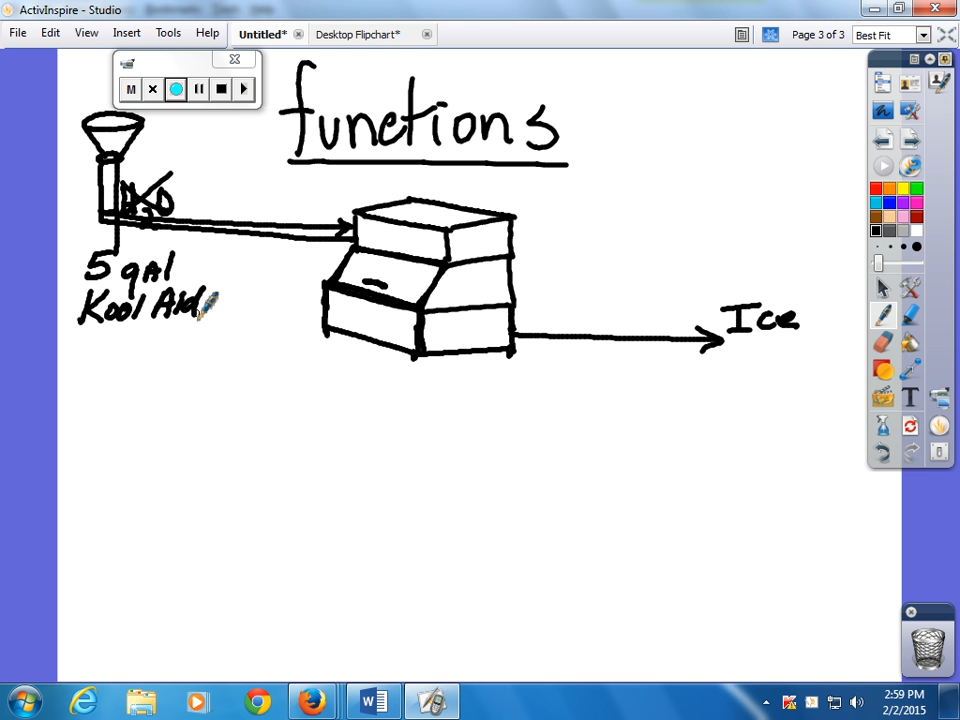 ActivInspire - Studio
File Edit View Insert Tools Help Untitled* Desktop Flipchart* Page 3 of 3 Best Fit
M
functions
H2O
5 gal
Kool Aid
Ice
T
W
2:59 PM
2/2/2015